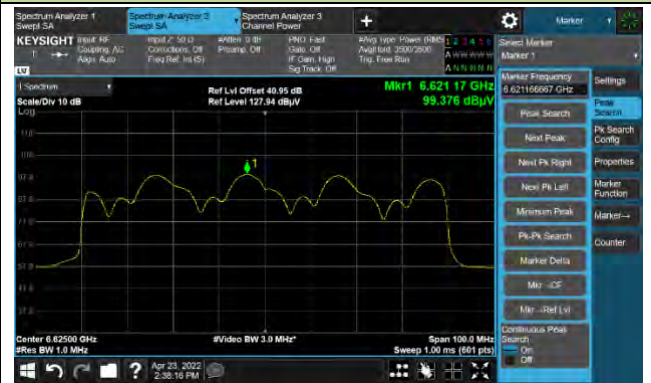 Spectrum Analyzer 1
Swept SA
Spectrum Analyzer 2
Swept SA
Spectrum Analyzer 3
Channel Power
+
Marker
KEYSIGHT
Input: RF
Coupling: AC
Align: Auto
Input Z: 50 Ω
Corrections: Off
Freq Ref: Int (S)
#Atten: 0 dB
Preamp: Off
PNO: Fast
Gate: Off
IF Gain: High
Sig Track: Off
#Avg Type: Power (RMS
Avg|Hold: 3500/3500
Trig: Free Run
1 2 3 4 5 6
A W W W W W
A N N N N N
LV
Select Marker
Marker 1
1 Spectrum
Scale/Div 10 dB
Log
Ref Lvl Offset 40.95 dB
Ref Level 127.94 dBµV
Mkr1 6.621 17 GHz
99.376 dBµV
1
Marker Frequency
6.621166667 GHz
Peak Search
Next Peak
Next Pk Right
Next Pk Left
Minimum Peak
Pk-Pk Search
Marker Delta
Mkr→CF
Mkr→Ref Lvl
Continuous Peak
Search
On
Off
Settings
Peak
Search
Pk Search
Config
Properties
Marker
Function
Marker→
Counter
Center 6.62500 GHz
#Res BW 1.0 MHz
#Video BW 3.0 MHz*
Span 100.0 MHz
Sweep 1.00 ms (601 pts)
?
Apr 23, 2022
2:38:16 PM